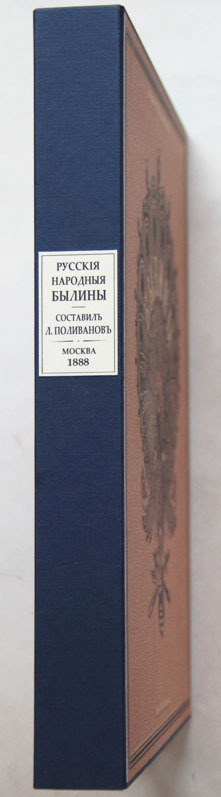 РУССКІЯ
НАРОДНЫЯ
БЫЛИНЫ
СОСТАВИЛЪ
Л. ПОЛИВАНОВЪ
МОСКВА
1888